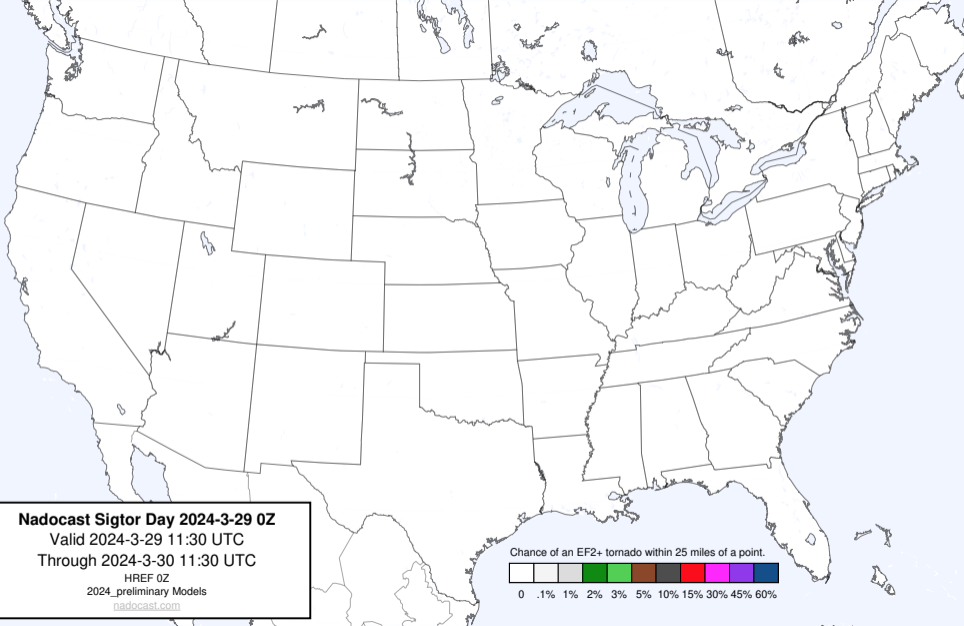 Nadocast Sigtor Day 2024-3-29 0Z
Valid 2024-3-29 11:30 UTC
Through 2024-3-30 11:30 UTC
HREF 0Z
2024_preliminary Models
nadocast.com
Chance of an EF2+ tornado within 25 miles of a point.
0 .1% 1% 2% 3% 5% 10% 15% 30% 45% 60%